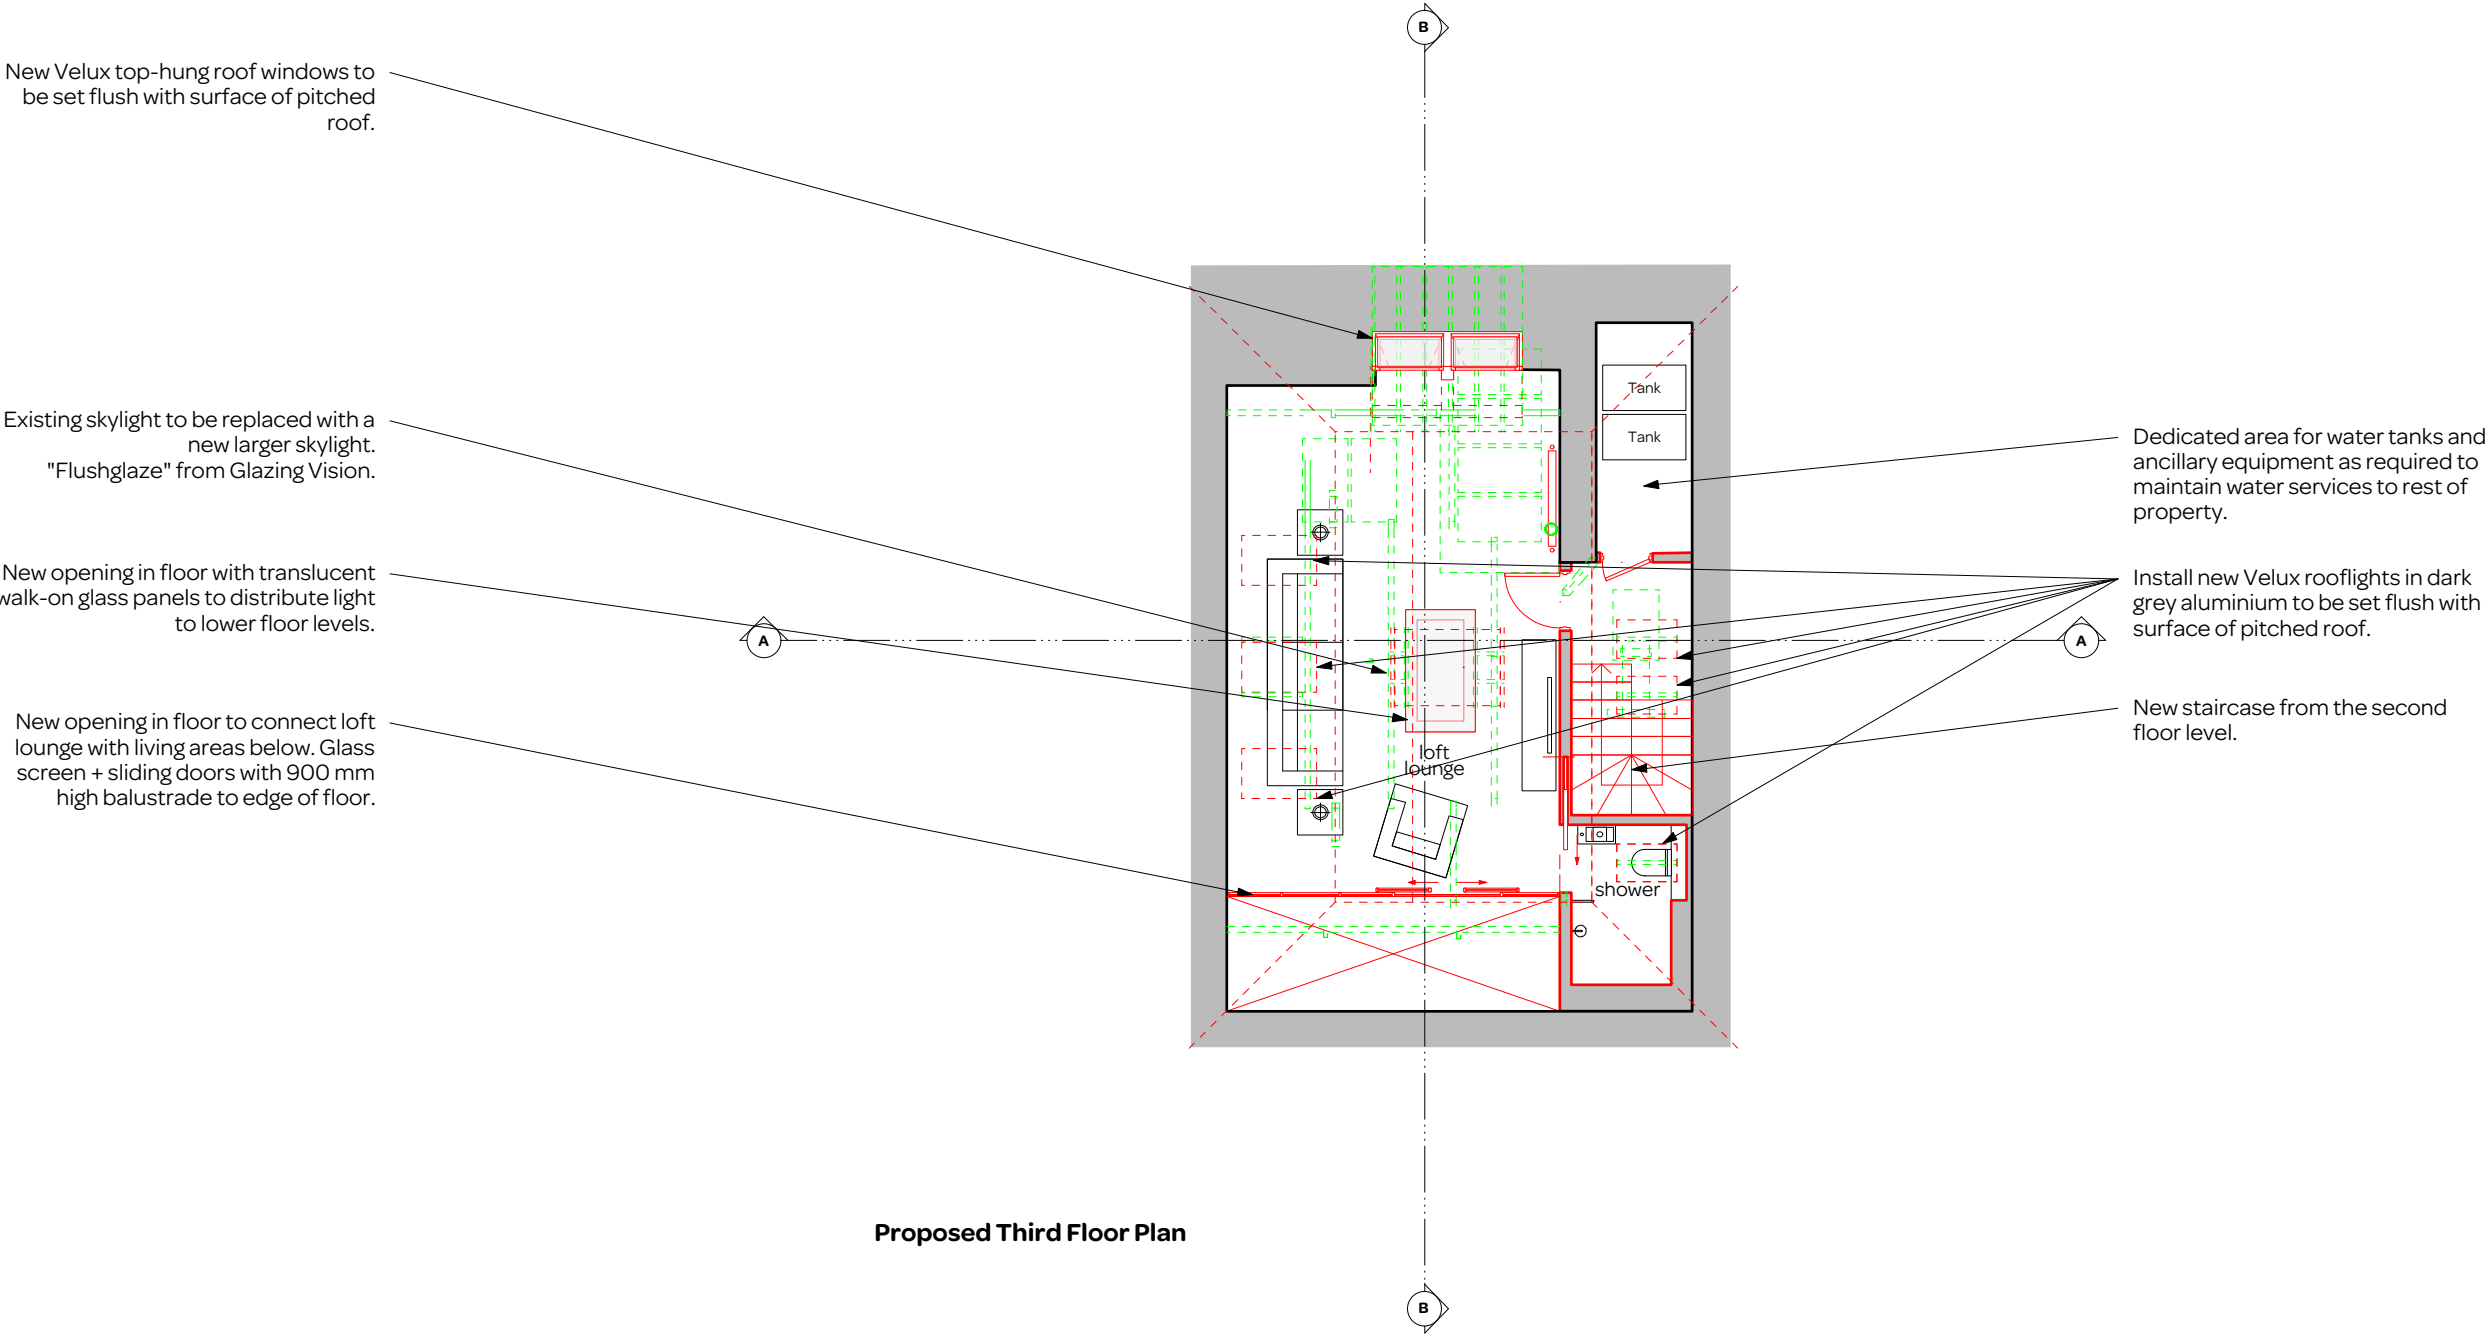 B
New Velux top-hung roof windows to
be set flush with surface of pitched
roof.
Existing skylight to be replaced with a
new larger skylight.
"Flushglaze" from Glazing Vision.
New opening in floor with translucent
walk-on glass panels to distribute light
to lower floor levels.
New opening in floor to connect loft
lounge with living areas below. Glass
screen + sliding doors with 900 mm
high balustrade to edge of floor.
A
Tank
Tank
loft
lounge
shower
A
Dedicated area for water tanks and
ancillary equipment as required to
maintain water services to rest of
property.
Install new Velux rooflights in dark
grey aluminium to be set flush with
surface of pitched roof.
New staircase from the second
floor level.
Proposed Third Floor Plan
B